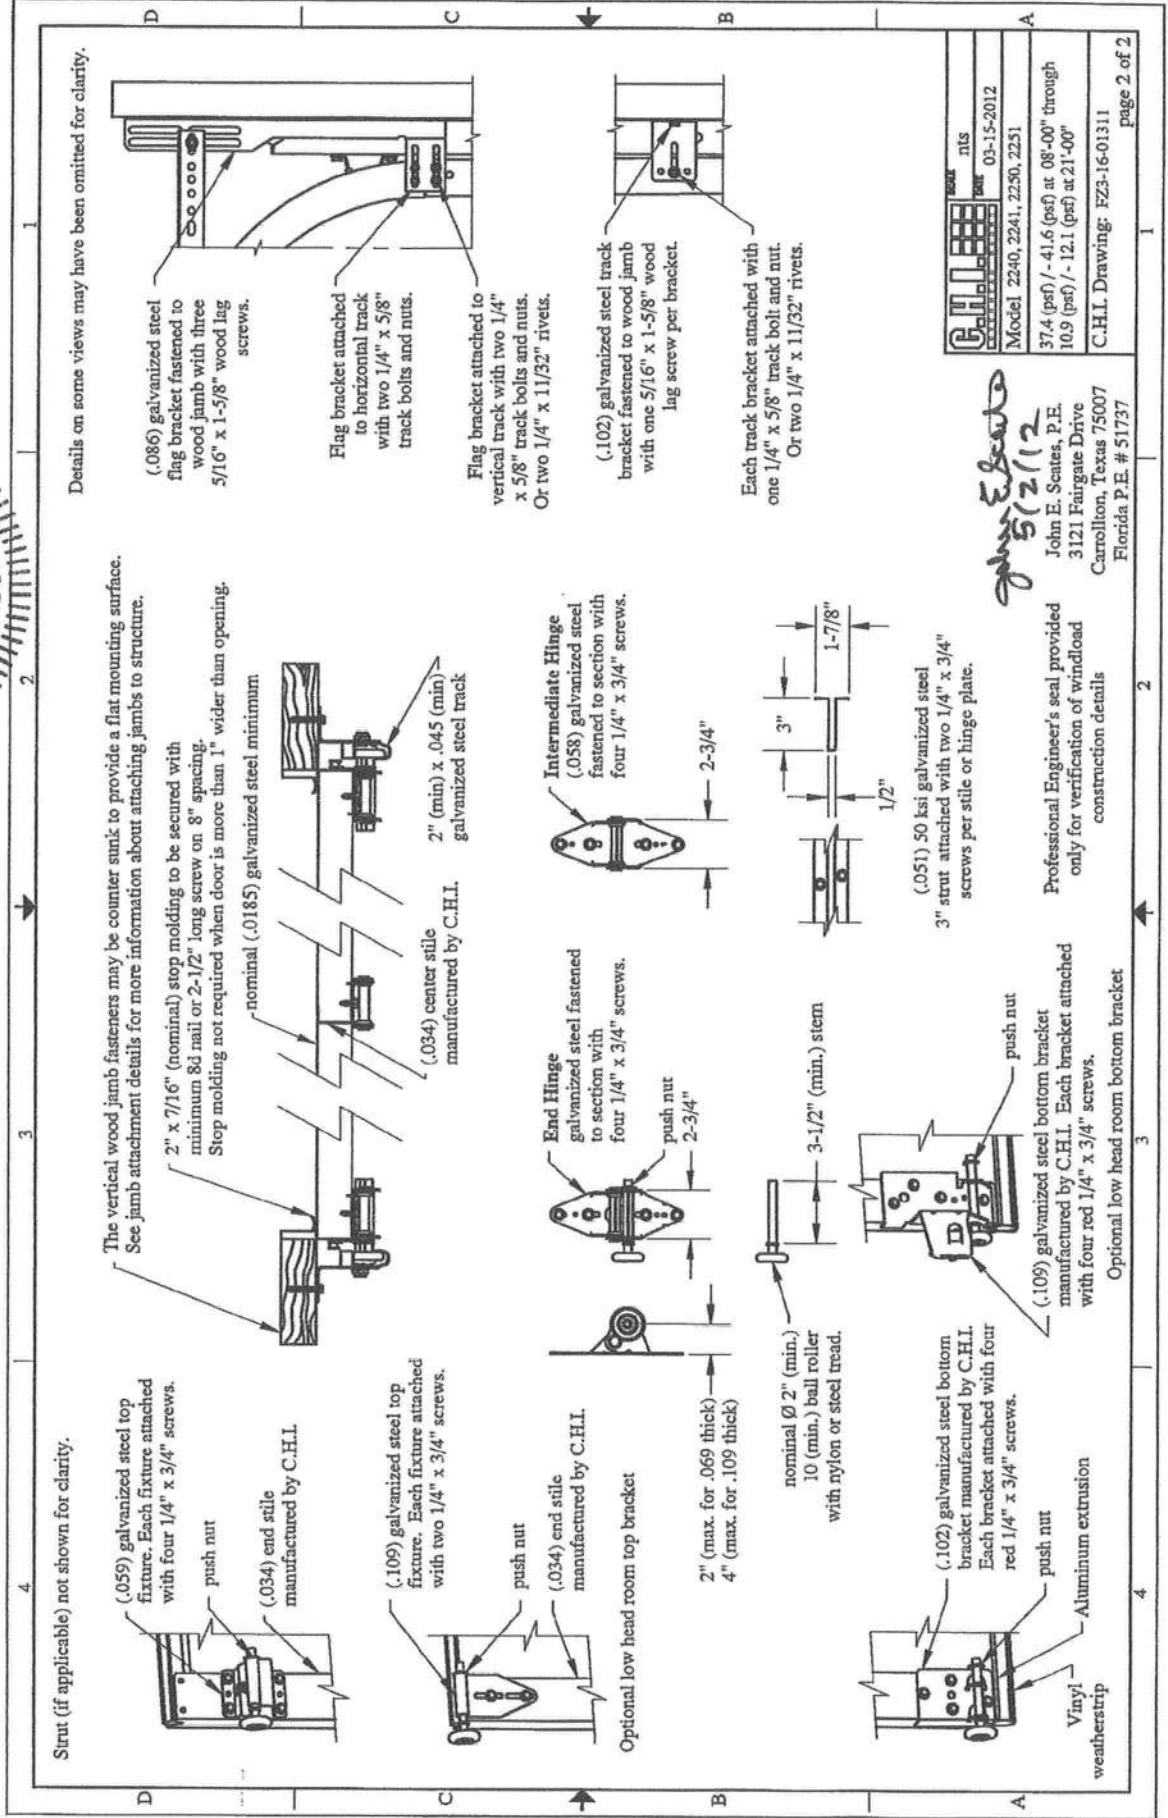 4
3
2
1
D
C
B
A
Strut (if applicable) not shown for clarity.
(.059) galvanized steel top
fixture. Each fixture attached
with four 1/4" x 3/4" screws.
push nut
(.034) end stile
manufactured by C.H.I.
(.109) galvanized steel top
fixture. Each fixture attached
with two 1/4" x 3/4" screws.
push nut
(.034) end stile
manufactured by C.H.I.
Optional low head room top bracket
2" (max. for .069 thick)
4" (max. for .109 thick)
nominal Ø 2" (min.)
10 (min.) ball roller
with nylon or steel tread.
(.102) galvanized steel bottom
bracket manufactured by C.H.I.
Each bracket attached with four
red 1/4" x 3/4" screws.
push nut
Aluminum extrusion
Vinyl
weatherstrip
The vertical wood jamb fasteners may be counter sunk to provide a flat mounting surface.
See jamb attachment details for more information about attaching jambs to structure.
2" x 7/16" (nominal) stop molding to be secured with
minimum 8d nail or 2-1/2" long screw on 8" spacing.
Stop molding not required when door is more than 1" wider than opening.
nominal (.0185) galvanized steel minimum
(.034) center stile
manufactured by C.H.I.
2" (min) x .045 (min)
galvanized steel track
End Hinge
galvanized steel fastened
to section with
four 1/4" x 3/4" screws.
push nut
2-3/4"
3-1/2" (min.) stem
Intermediate Hinge
(.058) galvanized steel
fastened to section with
four 1/4" x 3/4" screws.
2-3/4"
3"
1-7/8"
1/2"
(.051) 50 ksi galvanized steel
3" strut attached with two 1/4" x 3/4"
screws per stile or hinge plate.
push nut
(.109) galvanized steel bottom bracket
manufactured by C.H.I. Each bracket attached
with four red 1/4" x 3/4" screws.
Optional low head room bottom bracket
Details on some views may have been omitted for clarity.
(.086) galvanized steel
flag bracket fastened to
wood jamb with three
5/16" x 1-5/8" wood lag
screws.
Flag bracket attached
to horizontal track
with two 1/4" x 5/8"
track bolts and nuts.
Flag bracket attached to
vertical track with two 1/4"
x 5/8" track bolts and nuts.
Or two 1/4" x 11/32" rivets.
(.102) galvanized steel track
bracket fastened to wood jamb
with one 5/16" x 1-5/8" wood
lag screw per bracket.
Each track bracket attached with
one 1/4" x 5/8" track bolt and nut.
Or two 1/4" x 11/32" rivets.
Professional Engineer's seal provided
only for verification of windload
construction details
John E. Scates
5/2/12
John E. Scates, P.E.
3121 Fairgate Drive
Carrollton, Texas 75007
Florida P.E. # 51737
C.H.I.
SCALE nts
DATE 03-15-2012
Model 2240, 2241, 2250, 2251
37.4 (psf) / - 41.6 (psf) at 08'-00" through
10.9 (psf) / - 12.1 (psf) at 21'-00"
C.H.I. Drawing: FZ3-16-01311
page 2 of 2
D
C
B
A
4
3
2
1